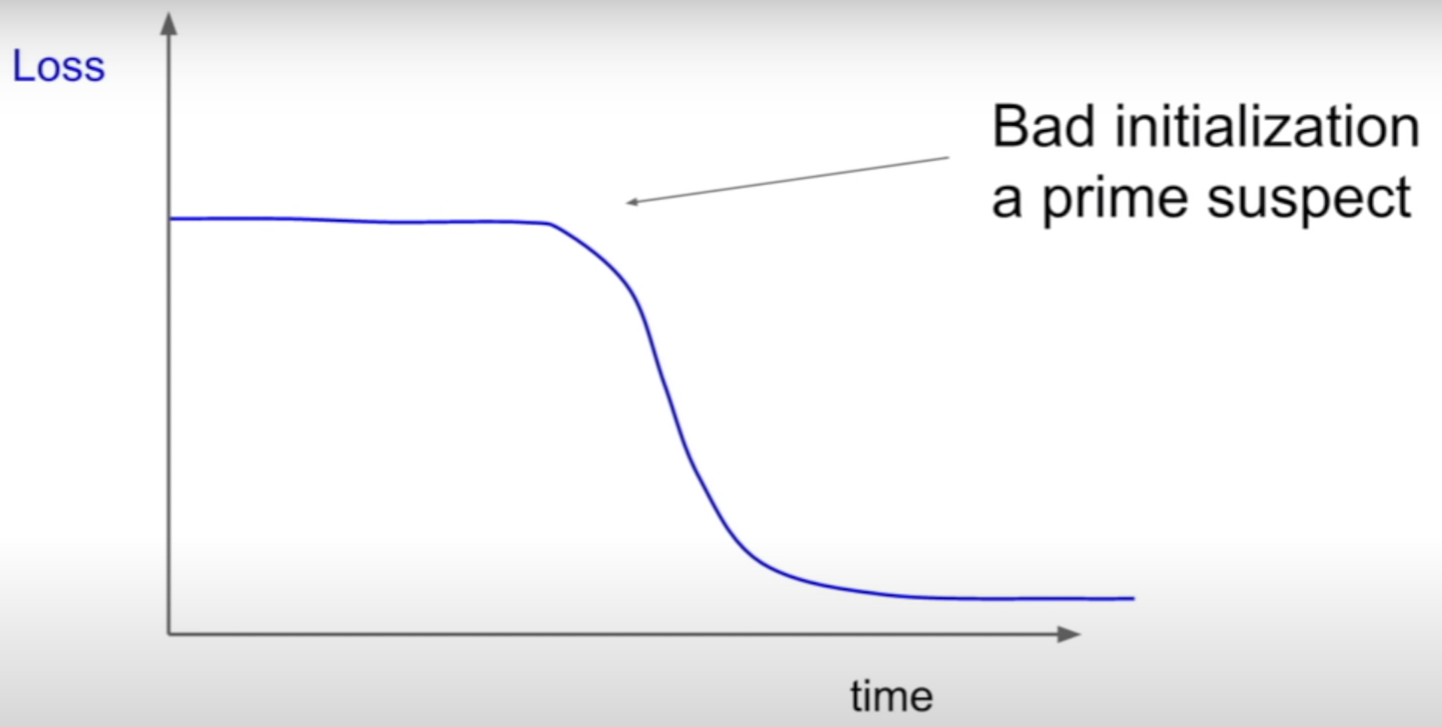 Loss
Bad initialization
a prime suspect
time